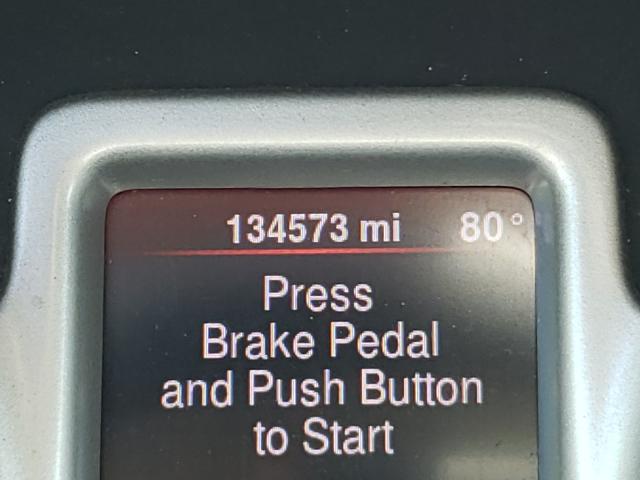 134573 mi 80°
Press
Brake Pedal
and Push Button
to Start